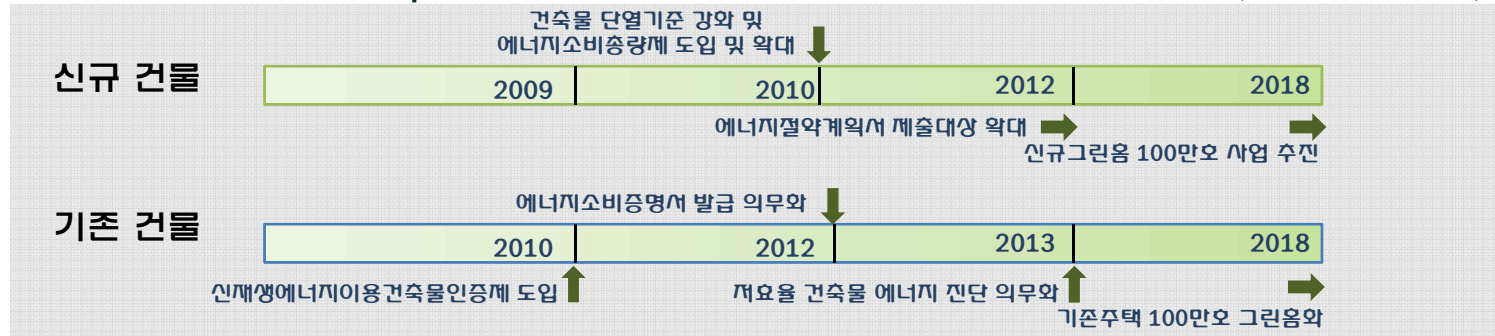 건축물 단열기준 강화 및
에너지소비총량제 도입 및 확대
신규 건물
2009 2010 2012 2018
에너지절약계획서 제출대상 확대
신규그린홈 100만호 사업 추진
에너지소비증명서 발급 의무화
기존 건물
2010 2012 2013 2018
신재생에너지이용건축물인증제 도입
저효율 건축물 에너지 진단 의무화
기존주택 100만호 그린홈화